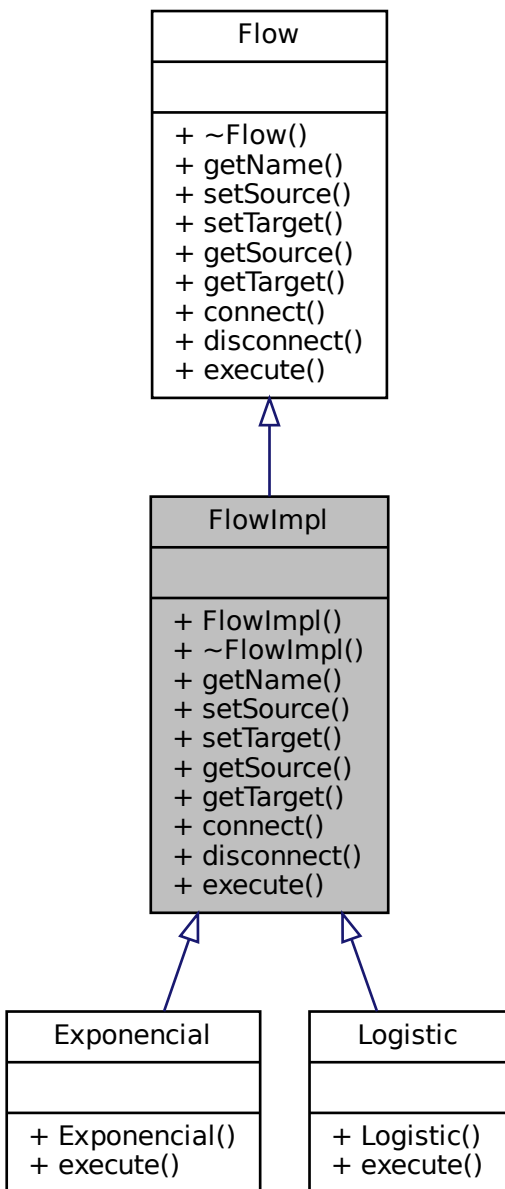 Flow
+ ~Flow()
+ getName()
+ setSource()
+ setTarget()
+ getSource()
+ getTarget()
+ connect()
+ disconnect()
+ execute()
FlowImpl
+ FlowImpl()
+ ~FlowImpl()
+ getName()
+ setSource()
+ setTarget()
+ getSource()
+ getTarget()
+ connect()
+ disconnect()
+ execute()
Exponencial
+ Exponencial()
+ execute()
Logistic
+ Logistic()
+ execute()